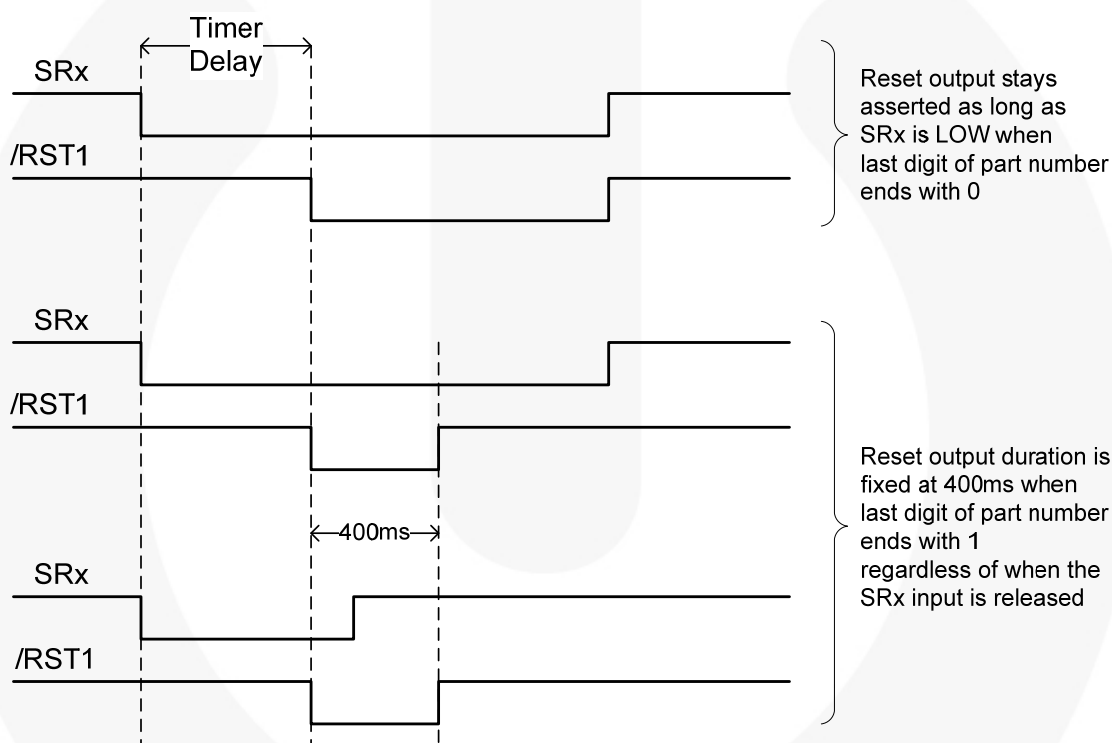 Timer
Delay
SRx
/RST1
Reset output stays
asserted as long as
SRx is LOW when
last digit of part number
ends with 0
SRx
/RST1
400ms
SRx
/RST1
Reset output duration is
fixed at 400ms when
last digit of part number
ends with 1
regardless of when the
SRx input is released